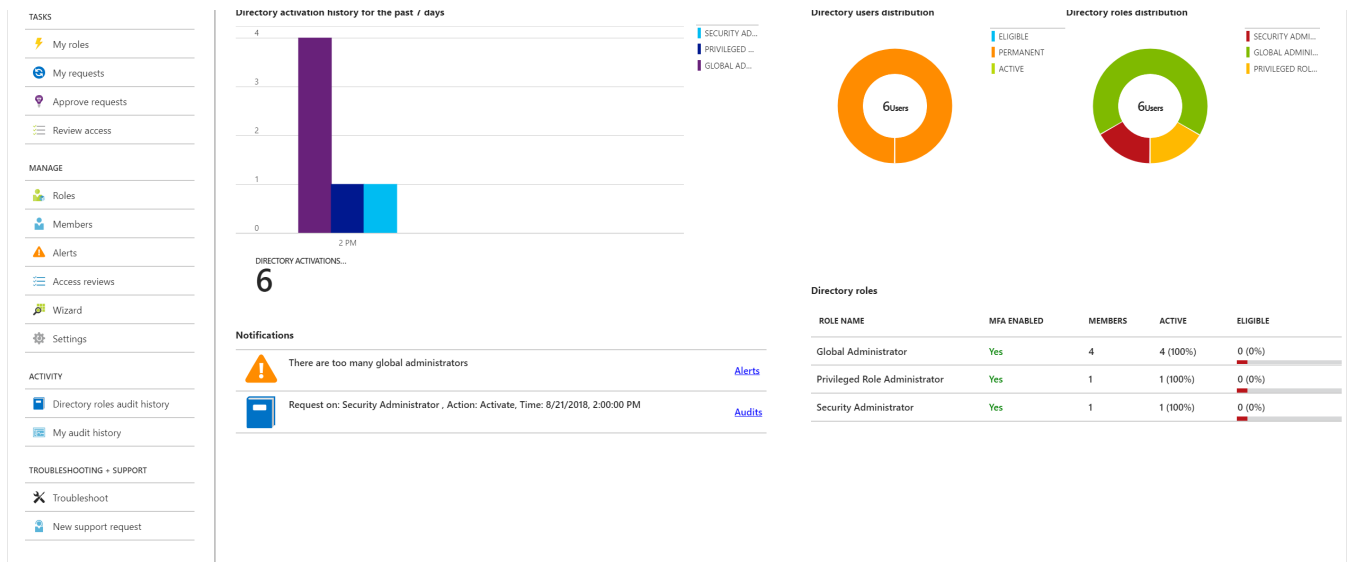 TASKS
My roles
My requests
Approve requests
Review access
MANAGE
Roles
Members
Alerts
Access reviews
Wizard
Settings
ACTIVITY
Directory roles audit history
My audit history
TROUBLESHOOTING + SUPPORT
Troubleshoot
New support request
Directory activation history for the past 7 days
4
3
2
1
0
2 PM
SECURITY AD...
PRIVILEGED ...
GLOBAL AD...
DIRECTORY ACTIVATIONS...
6
Notifications
There are too many global administrators
Alerts
Request on: Security Administrator , Action: Activate, Time: 8/21/2018, 2:00:00 PM
Audits
Directory users distribution
6Users
ELIGIBLE
PERMANENT
ACTIVE
Directory roles distribution
6Users
SECURITY ADMI...
GLOBAL ADMINI...
PRIVILEGED ROL...
Directory roles
ROLE NAME MFA ENABLED MEMBERS ACTIVE ELIGIBLE
Global Administrator Yes 4 4 (100%) 0 (0%)
Privileged Role Administrator Yes 1 1 (100%) 0 (0%)
Security Administrator Yes 1 1 (100%) 0 (0%)